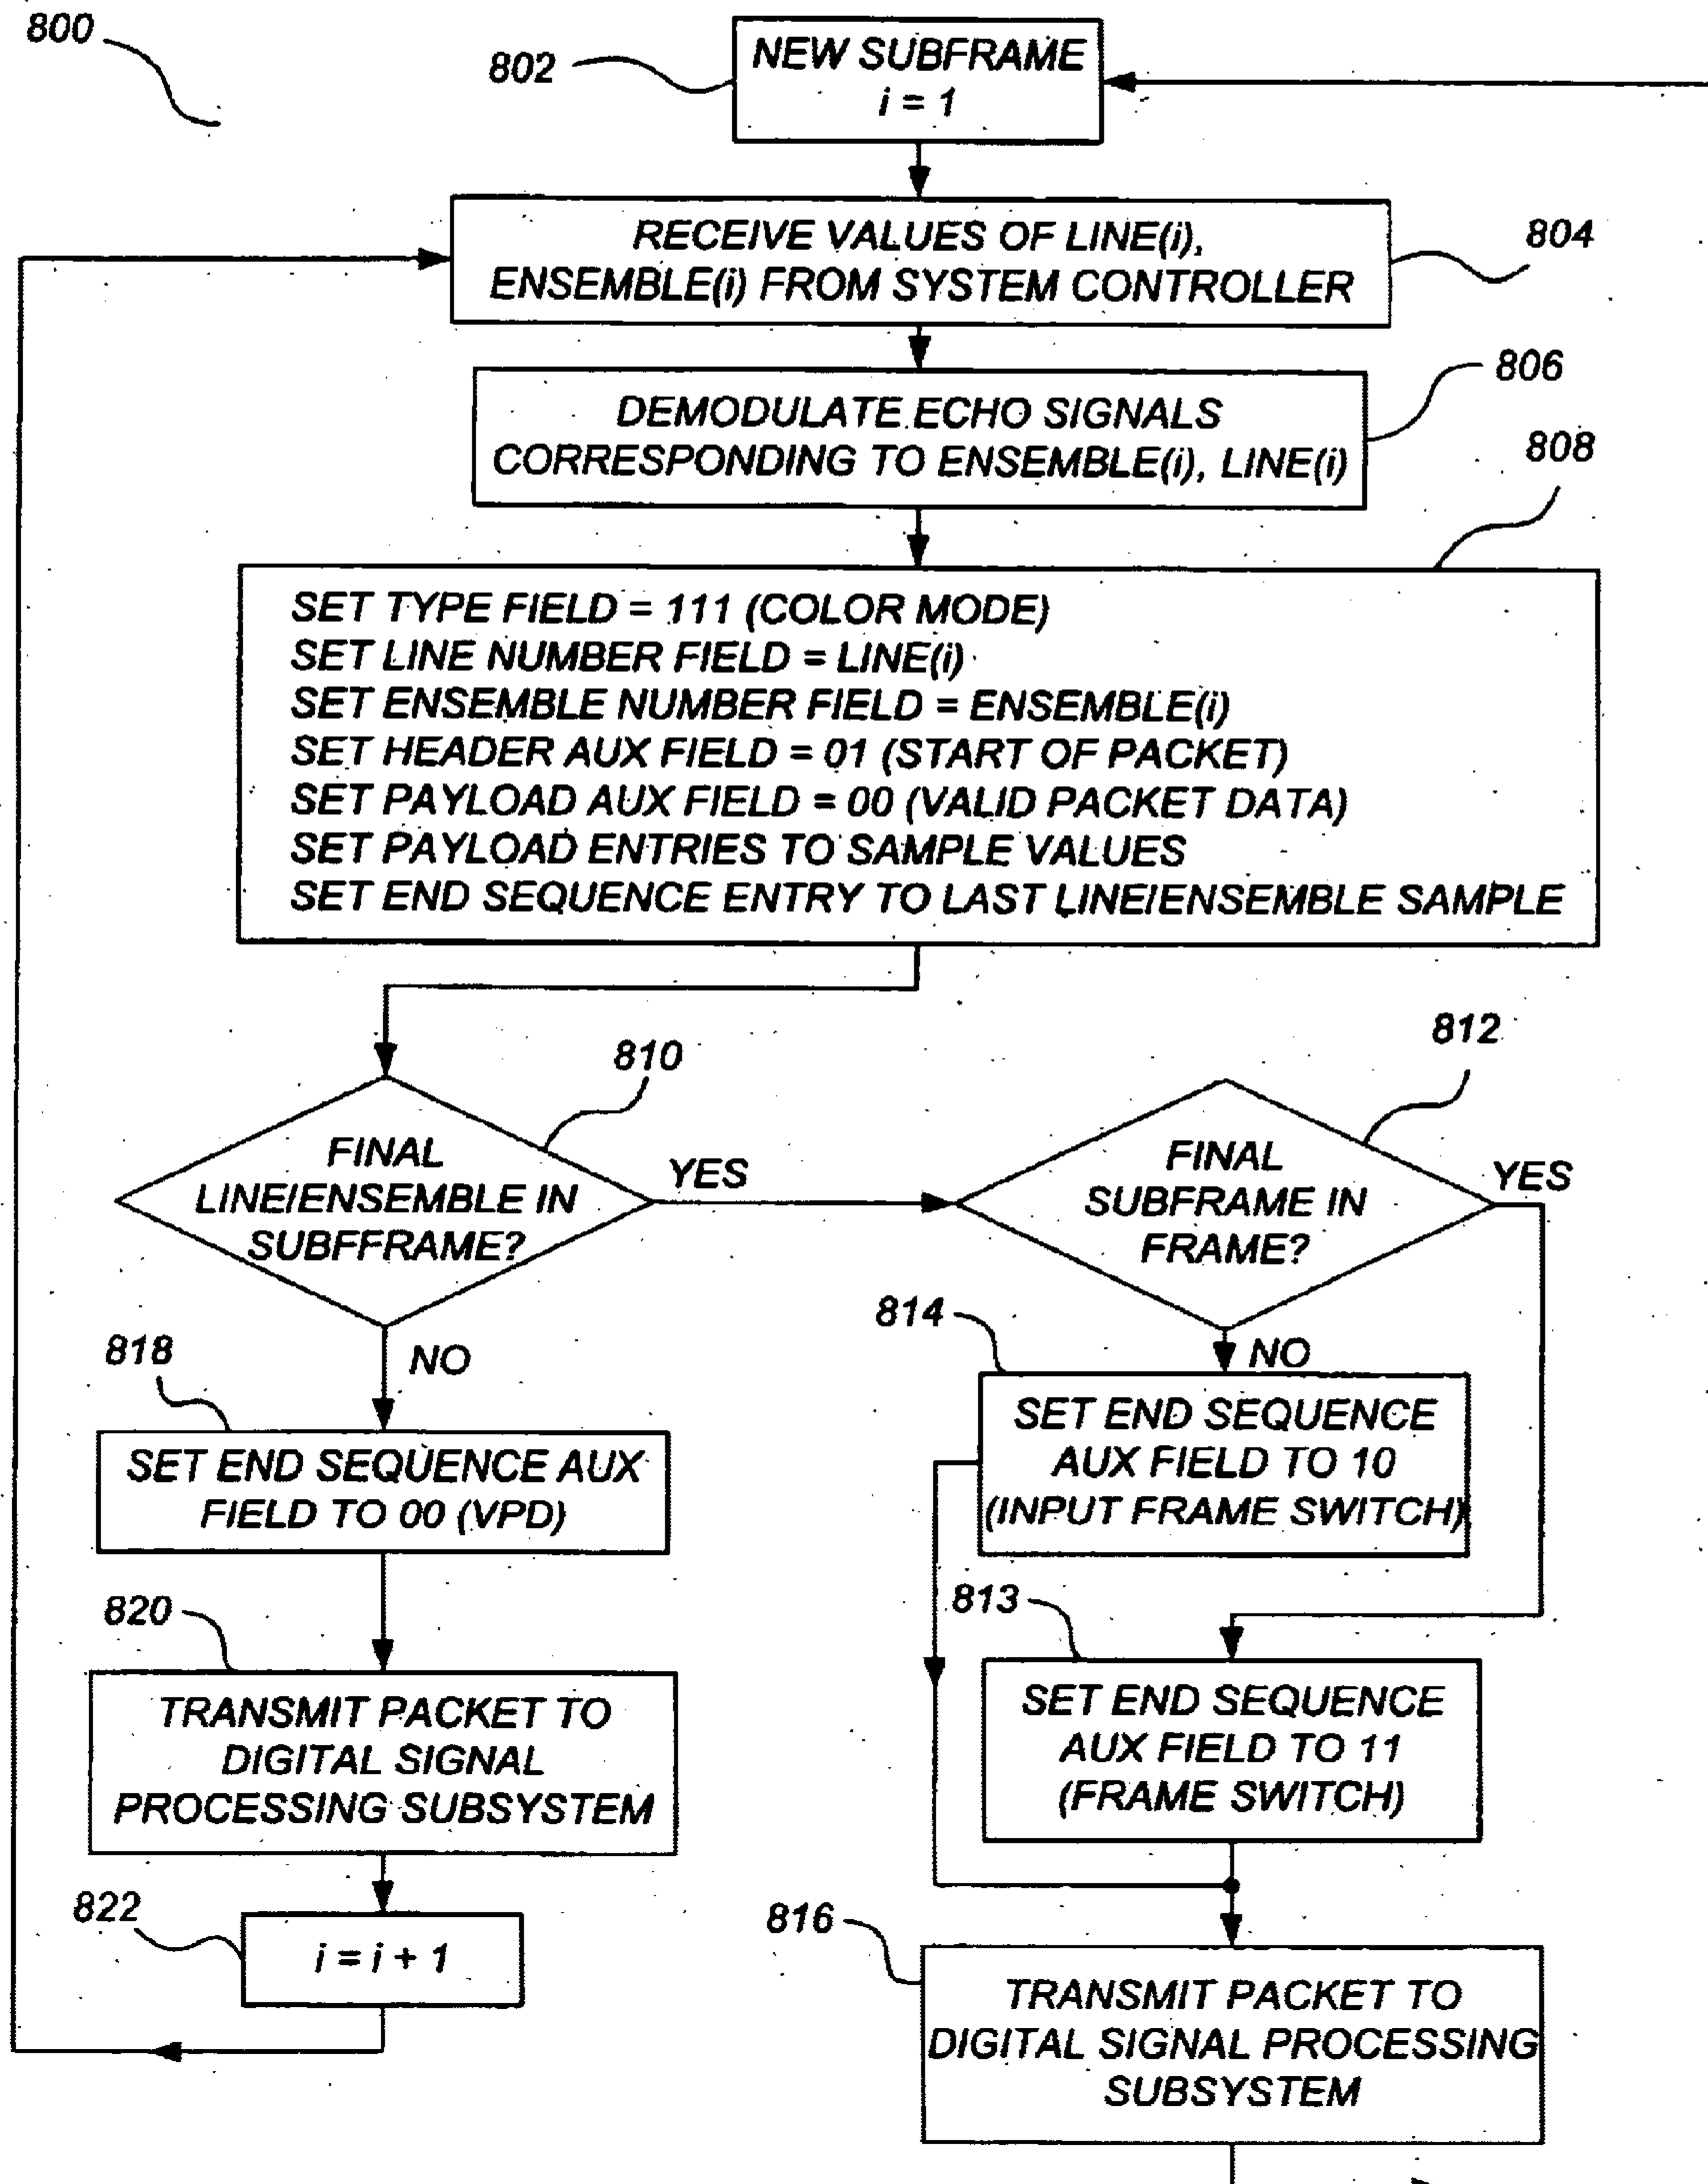 800
802
NEW SUBFRAME
i = 1
RECEIVE VALUES OF LINE(i),
ENSEMBLE(i) FROM SYSTEM CONTROLLER
804
DEMODULATE ECHO SIGNALS
CORRESPONDING TO ENSEMBLE(i), LINE(i)
806
808
SET TYPE FIELD = 111 (COLOR MODE)
SET LINE NUMBER FIELD = LINE(i)
SET ENSEMBLE NUMBER FIELD = ENSEMBLE(i)
SET HEADER AUX FIELD = 01 (START OF PACKET)
SET PAYLOAD AUX FIELD = 00 (VALID PACKET DATA)
SET PAYLOAD ENTRIES TO SAMPLE VALUES
SET END SEQUENCE ENTRY TO LAST LINE/ENSEMBLE SAMPLE
810
FINAL
LINE/ENSEMBLE IN
SUBFFRAME?
YES
NO
812
FINAL
SUBFRAME IN
FRAME?
YES
NO
818
SET END SEQUENCE AUX
FIELD TO 00 (VPD)
814
SET END SEQUENCE
AUX FIELD TO 10
(INPUT FRAME SWITCH)
820
TRANSMIT PACKET TO
DIGITAL SIGNAL
PROCESSING SUBSYSTEM
813
SET END SEQUENCE
AUX FIELD TO 11
(FRAME SWITCH)
822
i = i + 1
816
TRANSMIT PACKET TO
DIGITAL SIGNAL PROCESSING
SUBSYSTEM